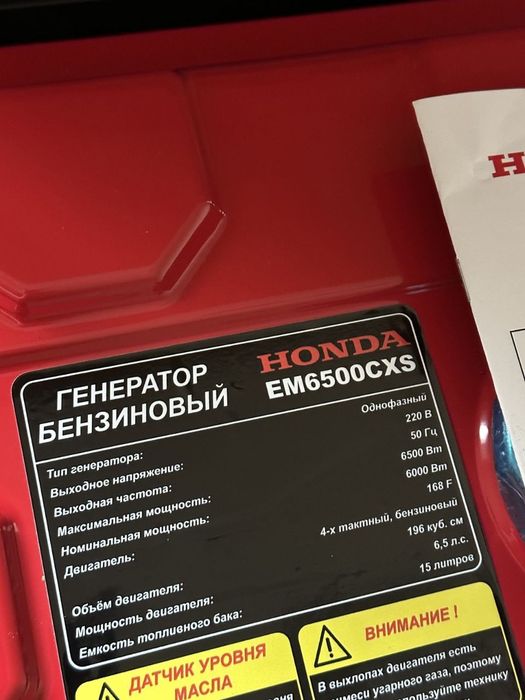 H
HONDA
ГЕНЕРАТОР
БЕНЗИНОВЫЙ
EM6500CXS
Тип генератора: Однофазный
Выходное напряжение: 220 В
Выходная частота: 50 Гц
Максимальная мощность: 6500 Вт
Номинальная мощность: 6000 Вт
Двигатель: 168 F
4-х тактный, бензиновый
Объём двигателя: 196 куб. см
Мощность двигателя: 6,5 л.с.
Емкость топливного бака: 15 литров
ДАТЧИК УРОВНЯ
МАСЛА
ВНИМАНИЕ !
В выхлопах двигателя есть
угарного газа, поэтому
технику